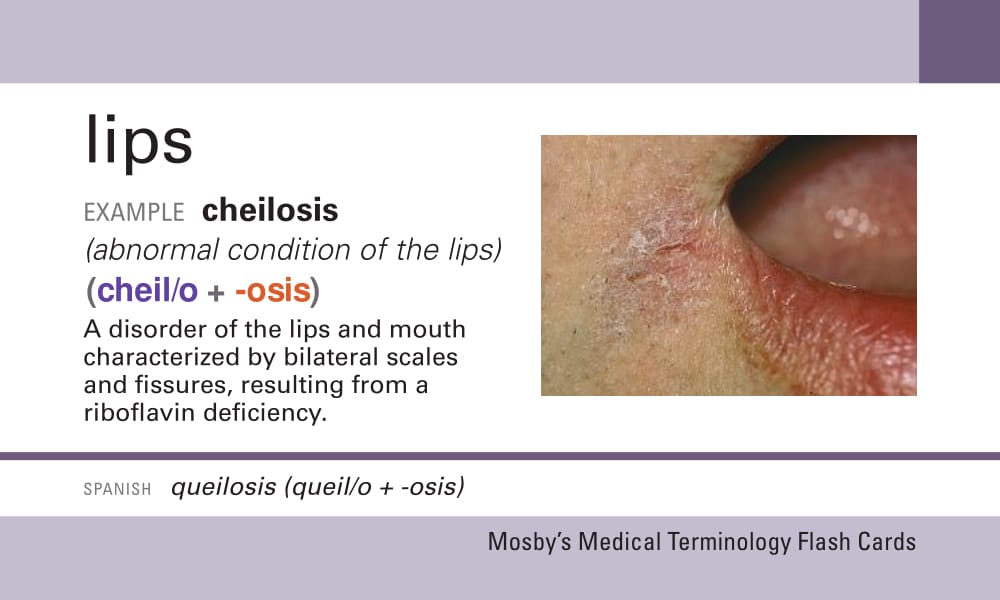 lips
EXAMPLE cheilosis
(abnormal condition of the lips)
(cheil/o + -osis)
A disorder of the lips and mouth
characterized by bilateral scales
and fissures, resulting from a
riboflavin deficiency.
SPANISH queilosis (queil/o + -osis)
Mosby’s Medical Terminology Flash Cards